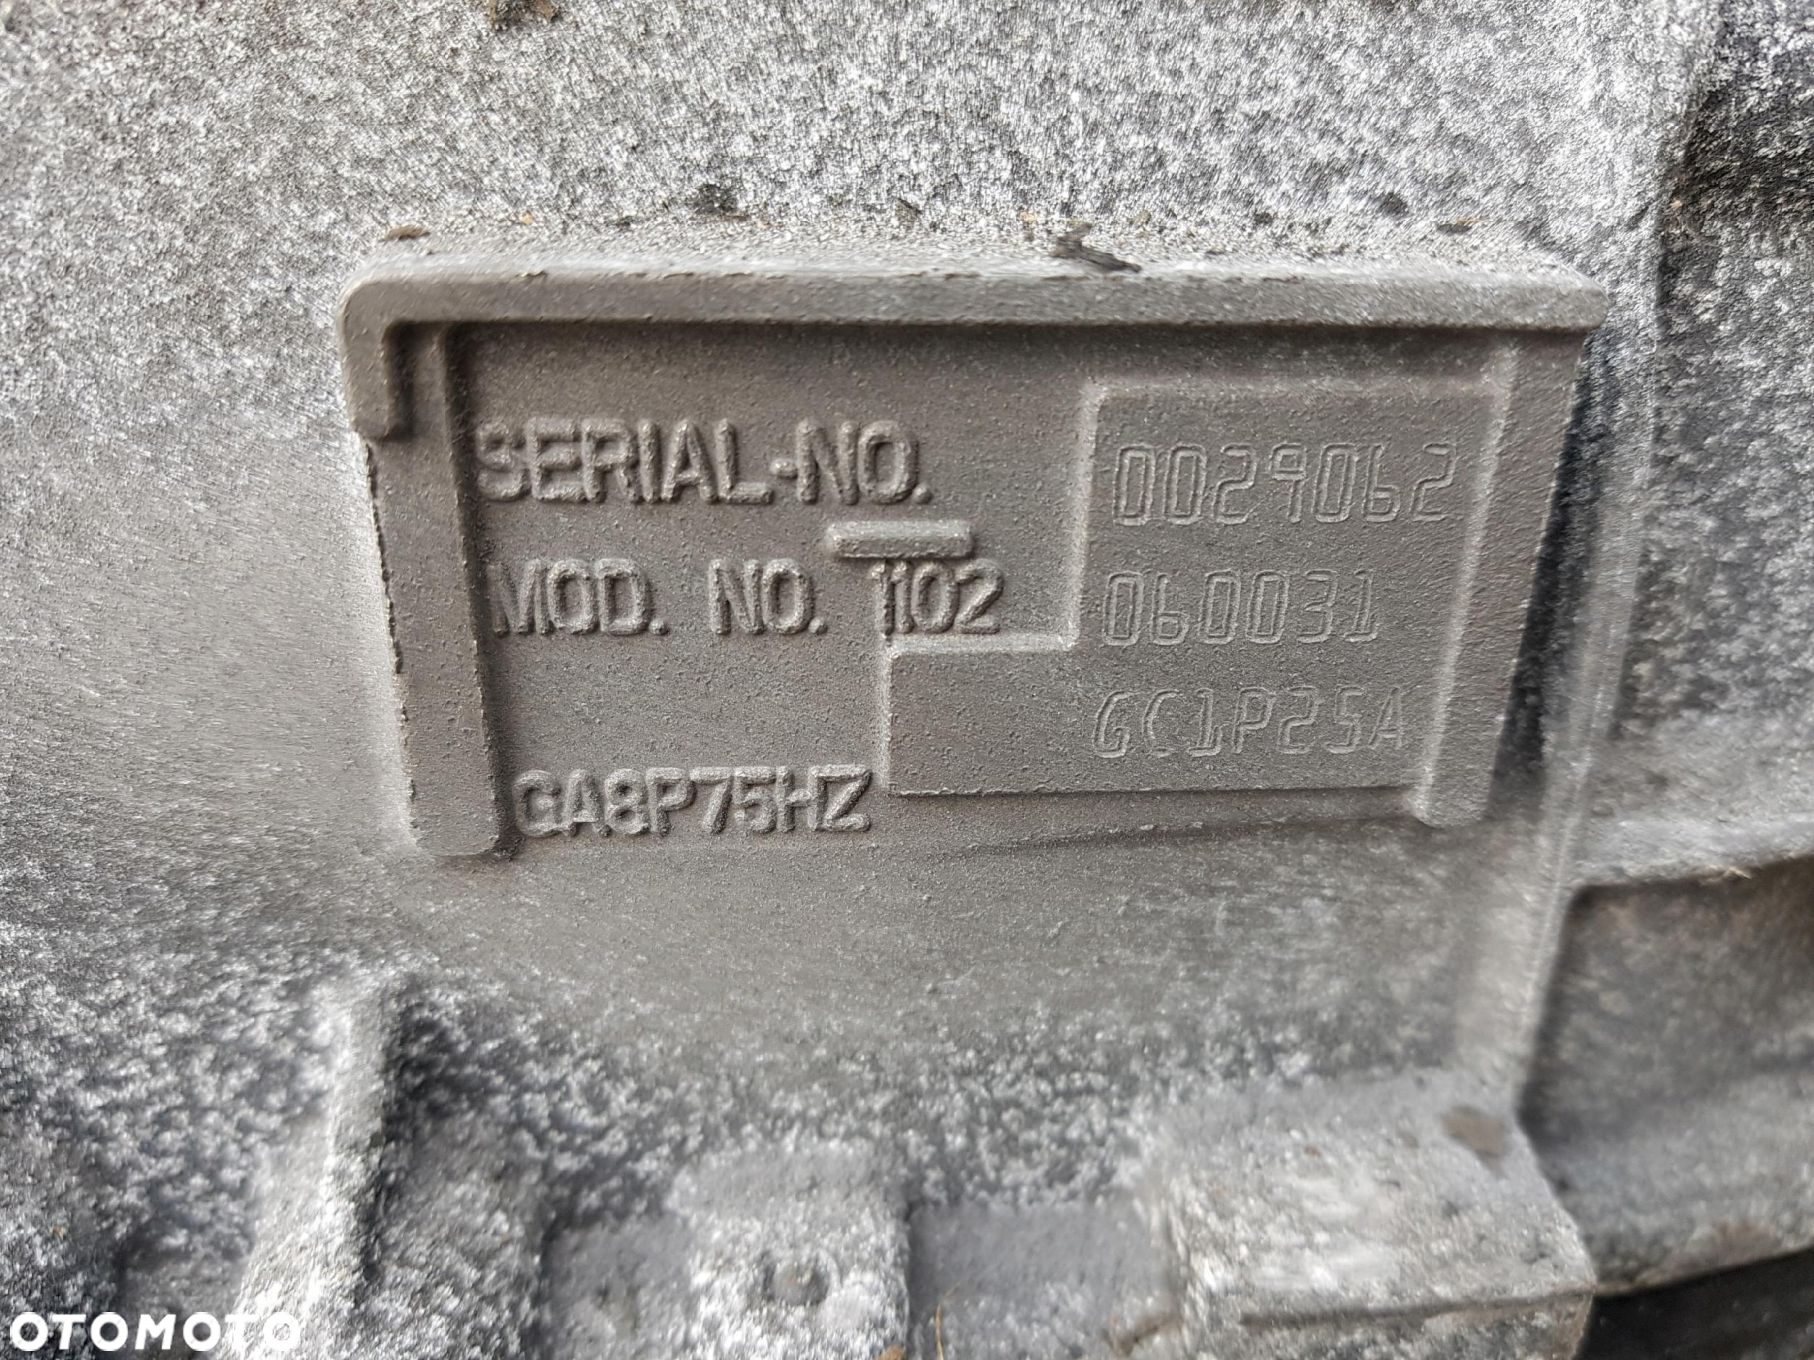 SERIAL-NO. 0029062
MOD. NO. 1102 060031
GC1P25A
GA8P75HZ
OTOMOTO